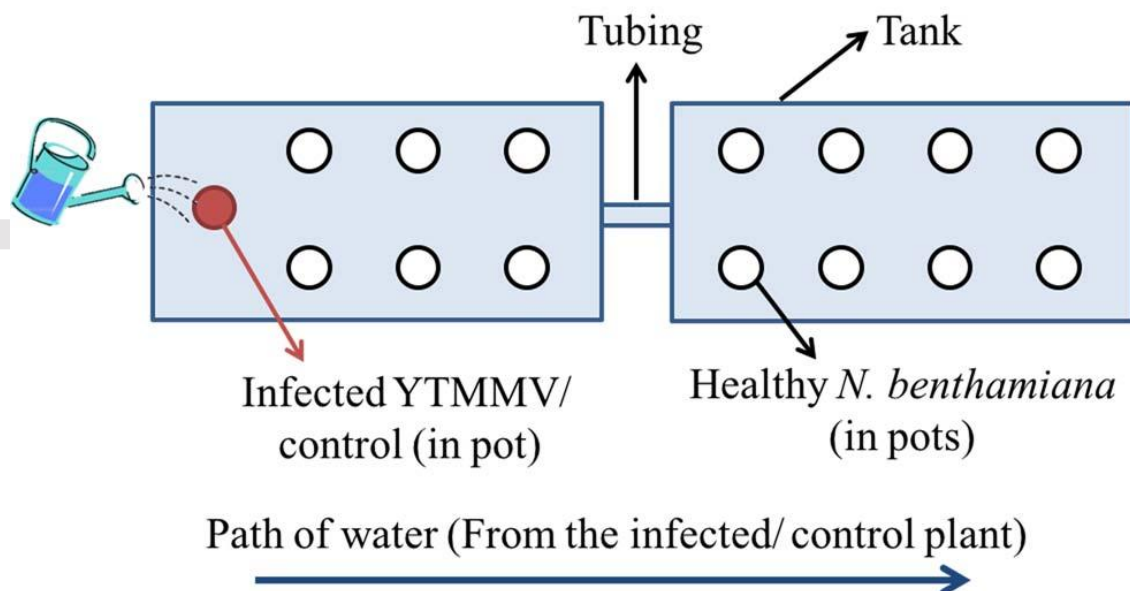 Tubing
Tank
Infected YTMMV/
control (in pot)
Healthy N. benthamiana
(in pots)
Path of water (From the infected/ control plant)